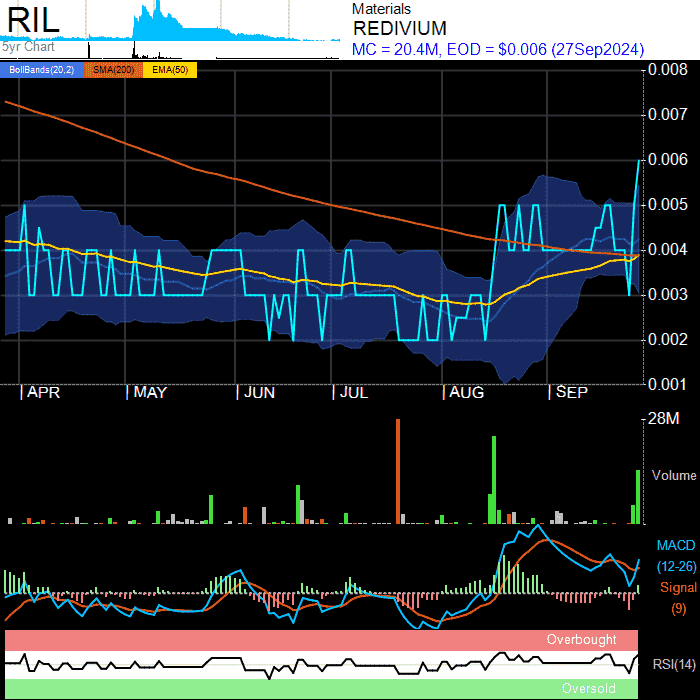 RIL
5yr Chart
Materials
REDIVIUM
MC = 20.4M, EOD = $0.006 (27Sep2024)
BollBands(20,2) SMA(200) EMA(50)
0.008
0.007
0.006
0.005
0.004
0.003
0.002
0.001
APR MAY JUN JUL AUG SEP
28M
Volume
MACD
(12-26)
Signal
(9)
Overbought
RSI(14)
Oversold